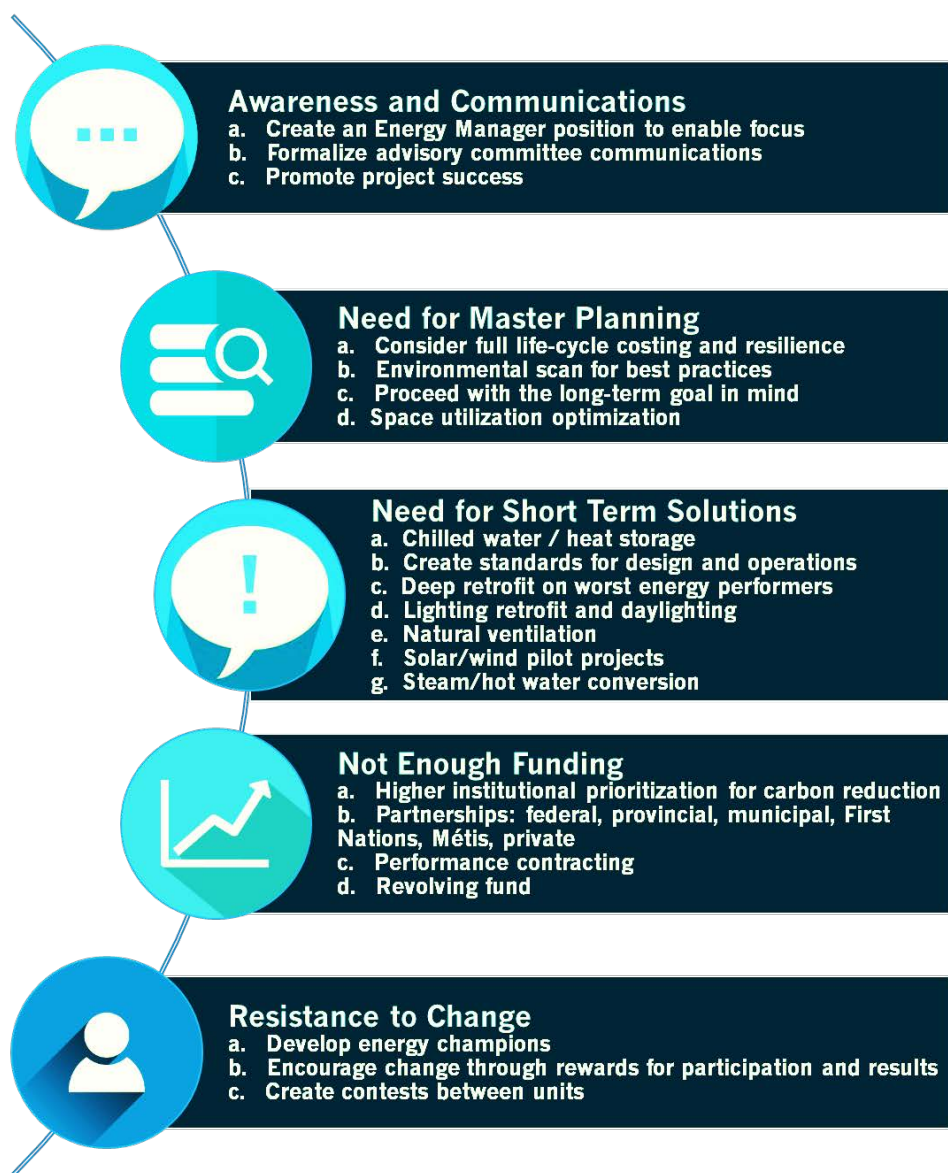 Awareness and Communications
a. Create an Energy Manager position to enable focus
b. Formalize advisory committee communications
c. Promote project success
Need for Master Planning
a. Consider full life-cycle costing and resilience
b. Environmental scan for best practices
c. Proceed with the long-term goal in mind
d. Space utilization optimization
Need for Short Term Solutions
a. Chilled water / heat storage
b. Create standards for design and operations
c. Deep retrofit on worst energy performers
d. Lighting retrofit and daylighting
e. Natural ventilation
f. Solar/wind pilot projects
g. Steam/hot water conversion
Not Enough Funding
a. Higher institutional prioritization for carbon reduction
b. Partnerships: federal, provincial, municipal, First
Nations, Métis, private
c. Performance contracting
d. Revolving fund
Resistance to Change
a. Develop energy champions
b. Encourage change through rewards for participation and results
c. Create contests between units